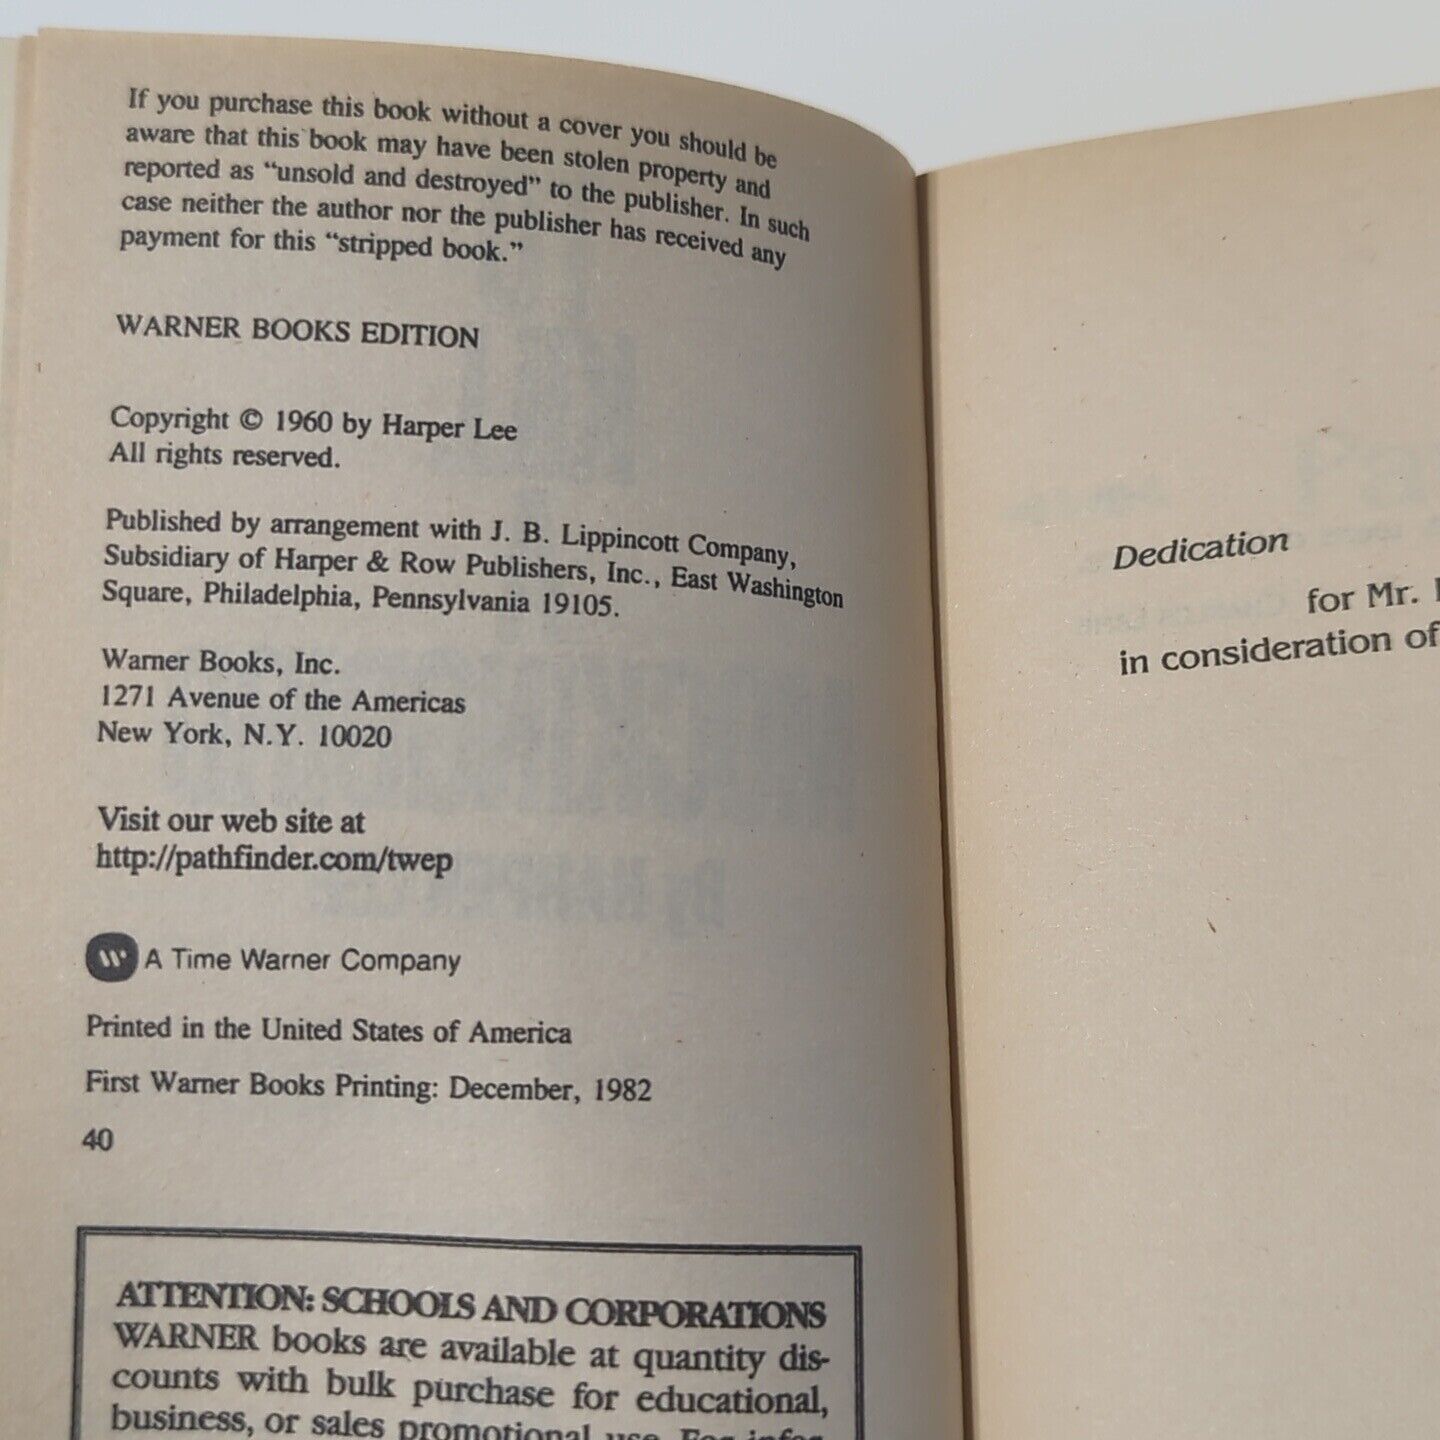 If you purchase this book without a cover you should be
aware that this book may have been stolen property and
reported as “unsold and destroyed” to the publisher. In such
case neither the author nor the publisher has received any
payment for this “stripped book.”
WARNER BOOKS EDITION
Copyright © 1960 by Harper Lee
All rights reserved.
Published by arrangement with J. B. Lippincott Company,
Subsidiary of Harper & Row Publishers, Inc., East Washington
Square, Philadelphia, Pennsylvania 19105.
Warner Books, Inc.
1271 Avenue of the Americas
New York, N.Y. 10020
Visit our web site at
http://pathfinder.com/twep
A Time Warner Company
Printed in the United States of America
First Warner Books Printing: December, 1982
40
ATTENTION: SCHOOLS AND CORPORATIONS
WARNER books are available at quantity dis-
counts with bulk purchase for educational,
business, or sales promotional use. For
Dedication
for Mr.
in consideration of